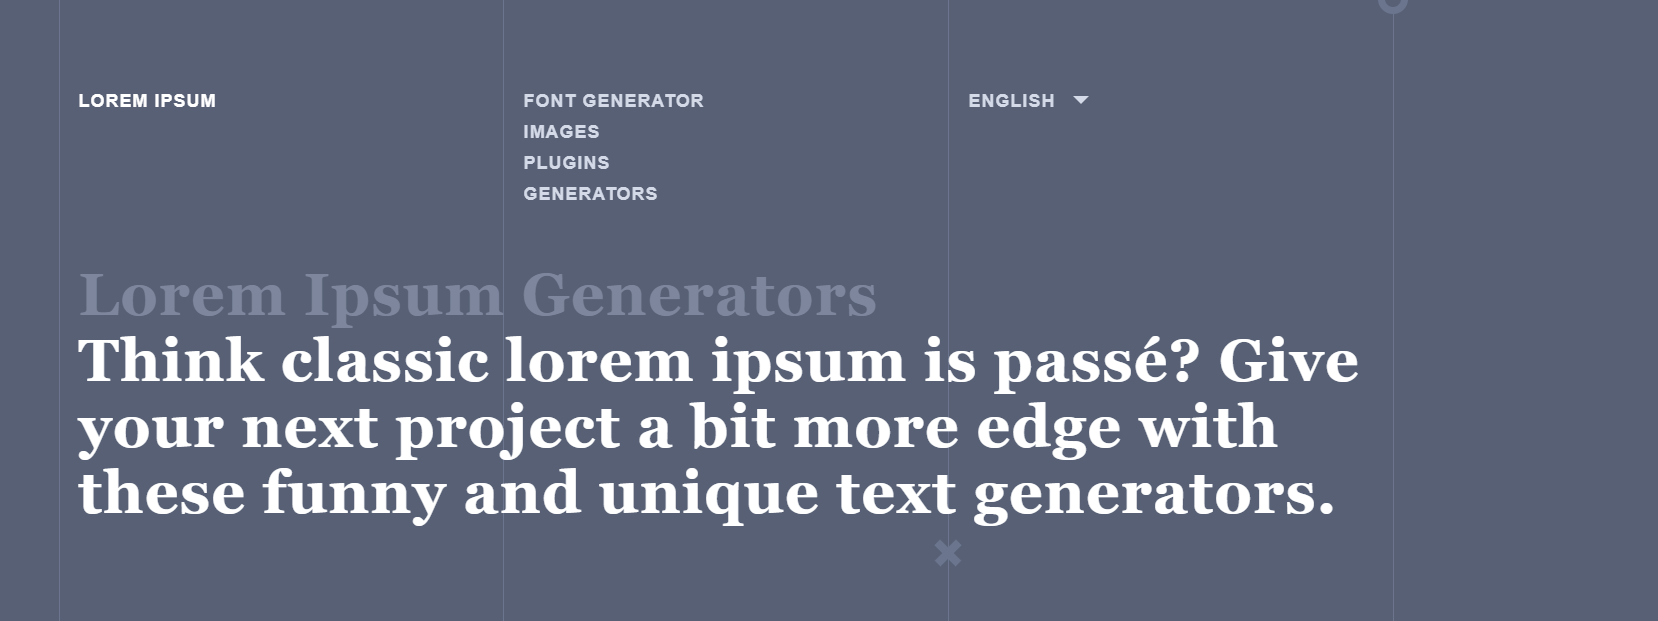 LOREM IPSUM
FONT GENERATOR
IMAGES
PLUGINS
GENERATORS
ENGLISH
Lorem Ipsum Generators
Think classic lorem ipsum is passé? Give
your next project a bit more edge with
these funny and unique text generators.